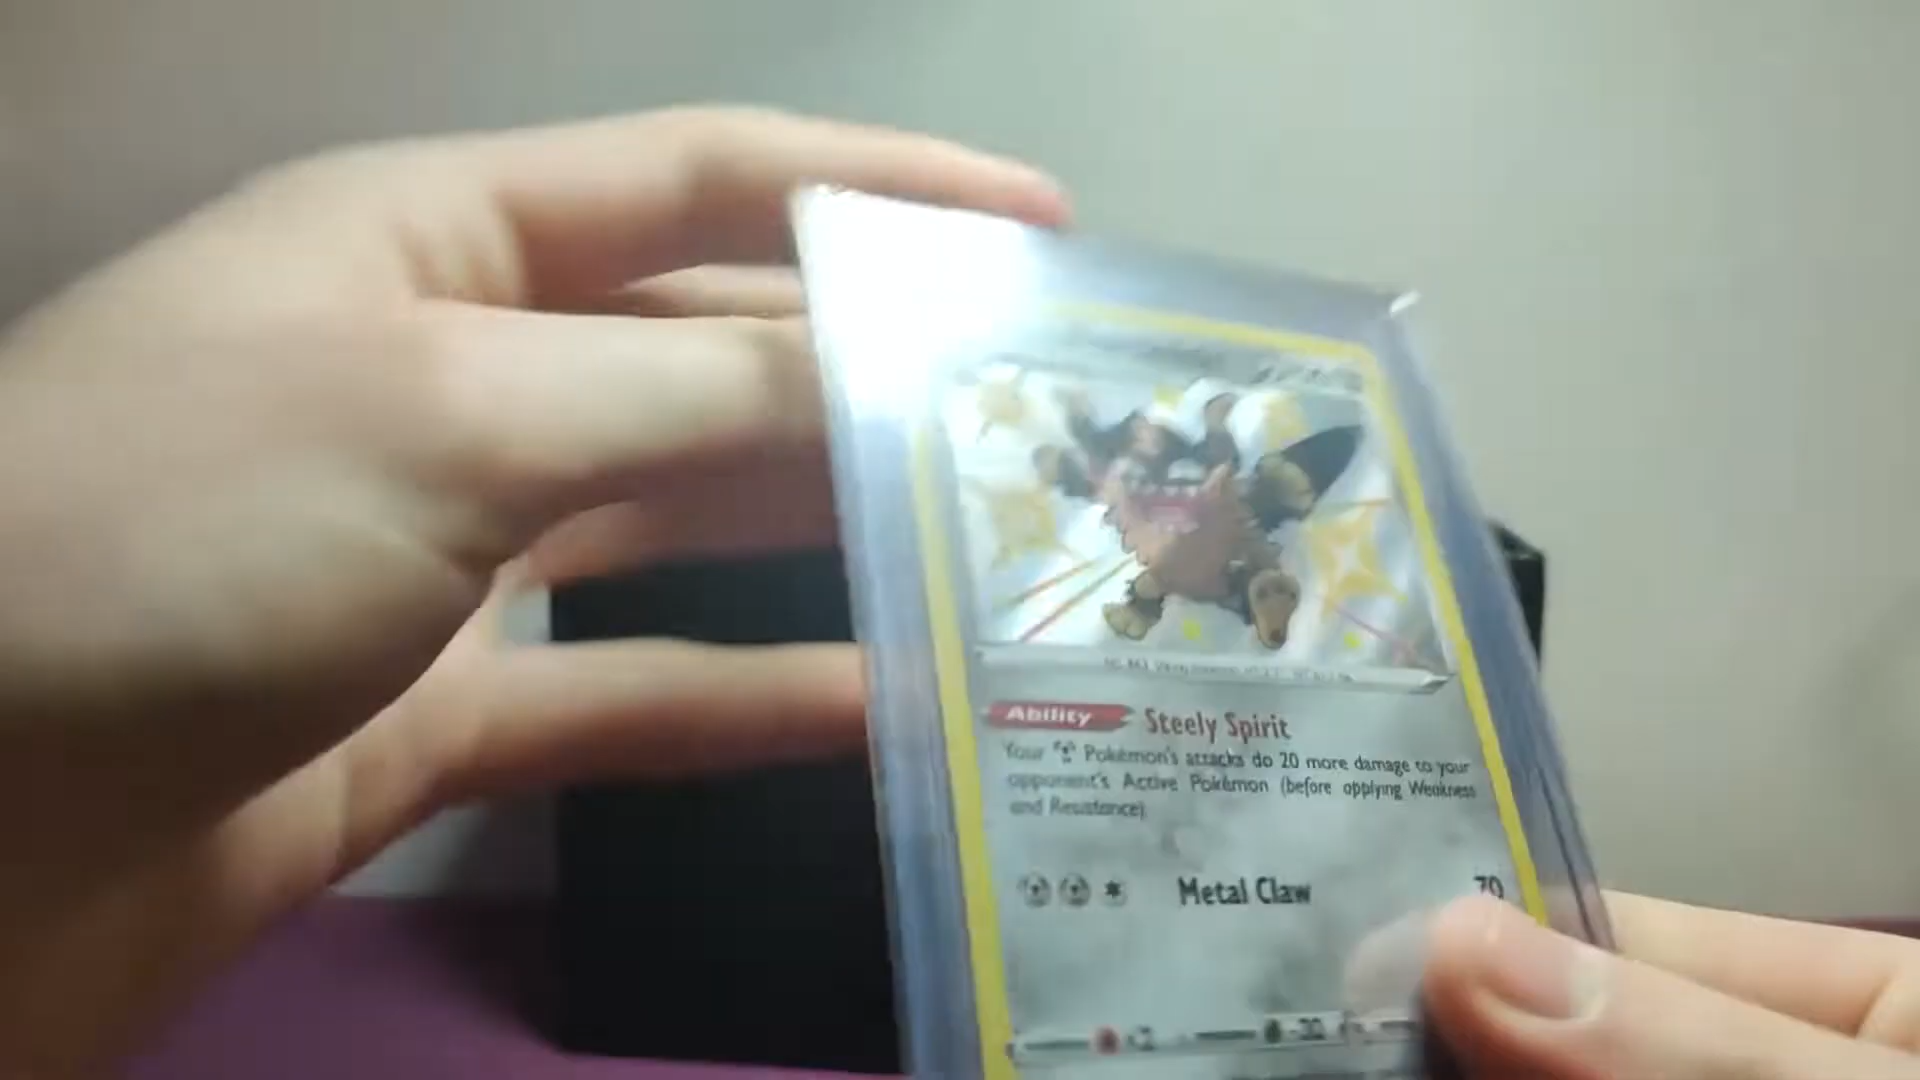 Ability Steely Spirit
Your Pokémon's attacks do 20 more damage to your
opponent's Active Pokémon (before applying Weakness
and Resistance).
Metal Claw 70